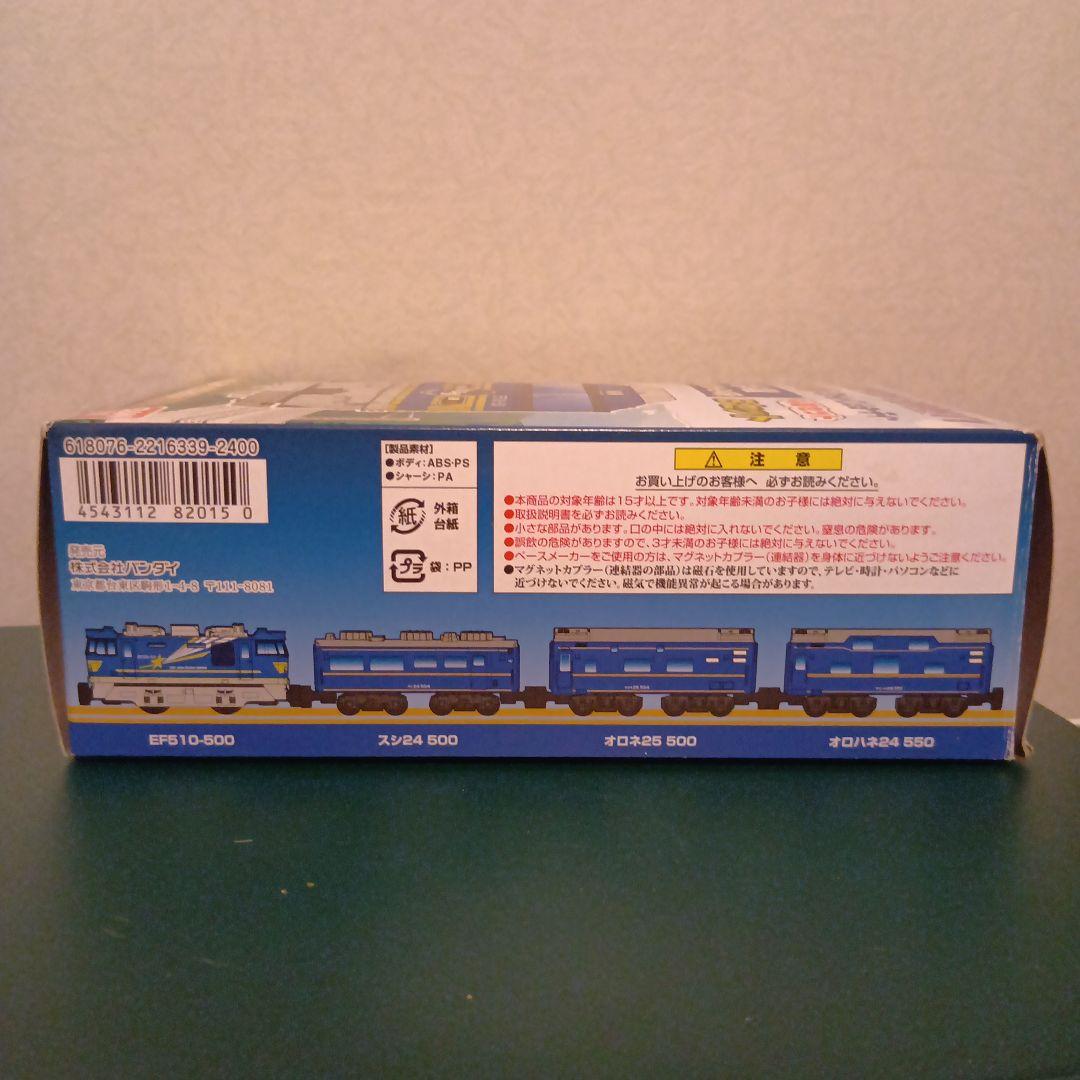 618076-2216339-2400
4543112 82015 0
発売元
株式会社バンダイ
東京都台東区駒形1-4-8 〒111-8081
【製品素材】
●ボディ:ABS·PS
●シャーシ:PA
紙 外箱
台紙
プラ 袋:PP
注 意
お買い上げのお客様へ 必ずお読みください。
●本商品の対象年齢は15才以上です。対象年齢未満のお子様には絶対に与えないでください。
●取扱説明書を必ずお読みください。
●小さな部品があります。口の中には絶対に入れないでください。窒息の危険があります。
●誤飲の危険がありますので、3才未満のお子様には絶対に与えないでください。
●ペースメーカーをご使用の方は、マグネットカプラー(連結器)を身体に近づけないようご注意ください。
●マグネットカプラー(連結器の部品)は磁石を使用していますので、テレビ・時計・パソコンなどに
近づけないでください。磁気で機能異常が起こる場合があります。
EF510-500
スシ24 500
オロネ25 500
オロハネ24 550